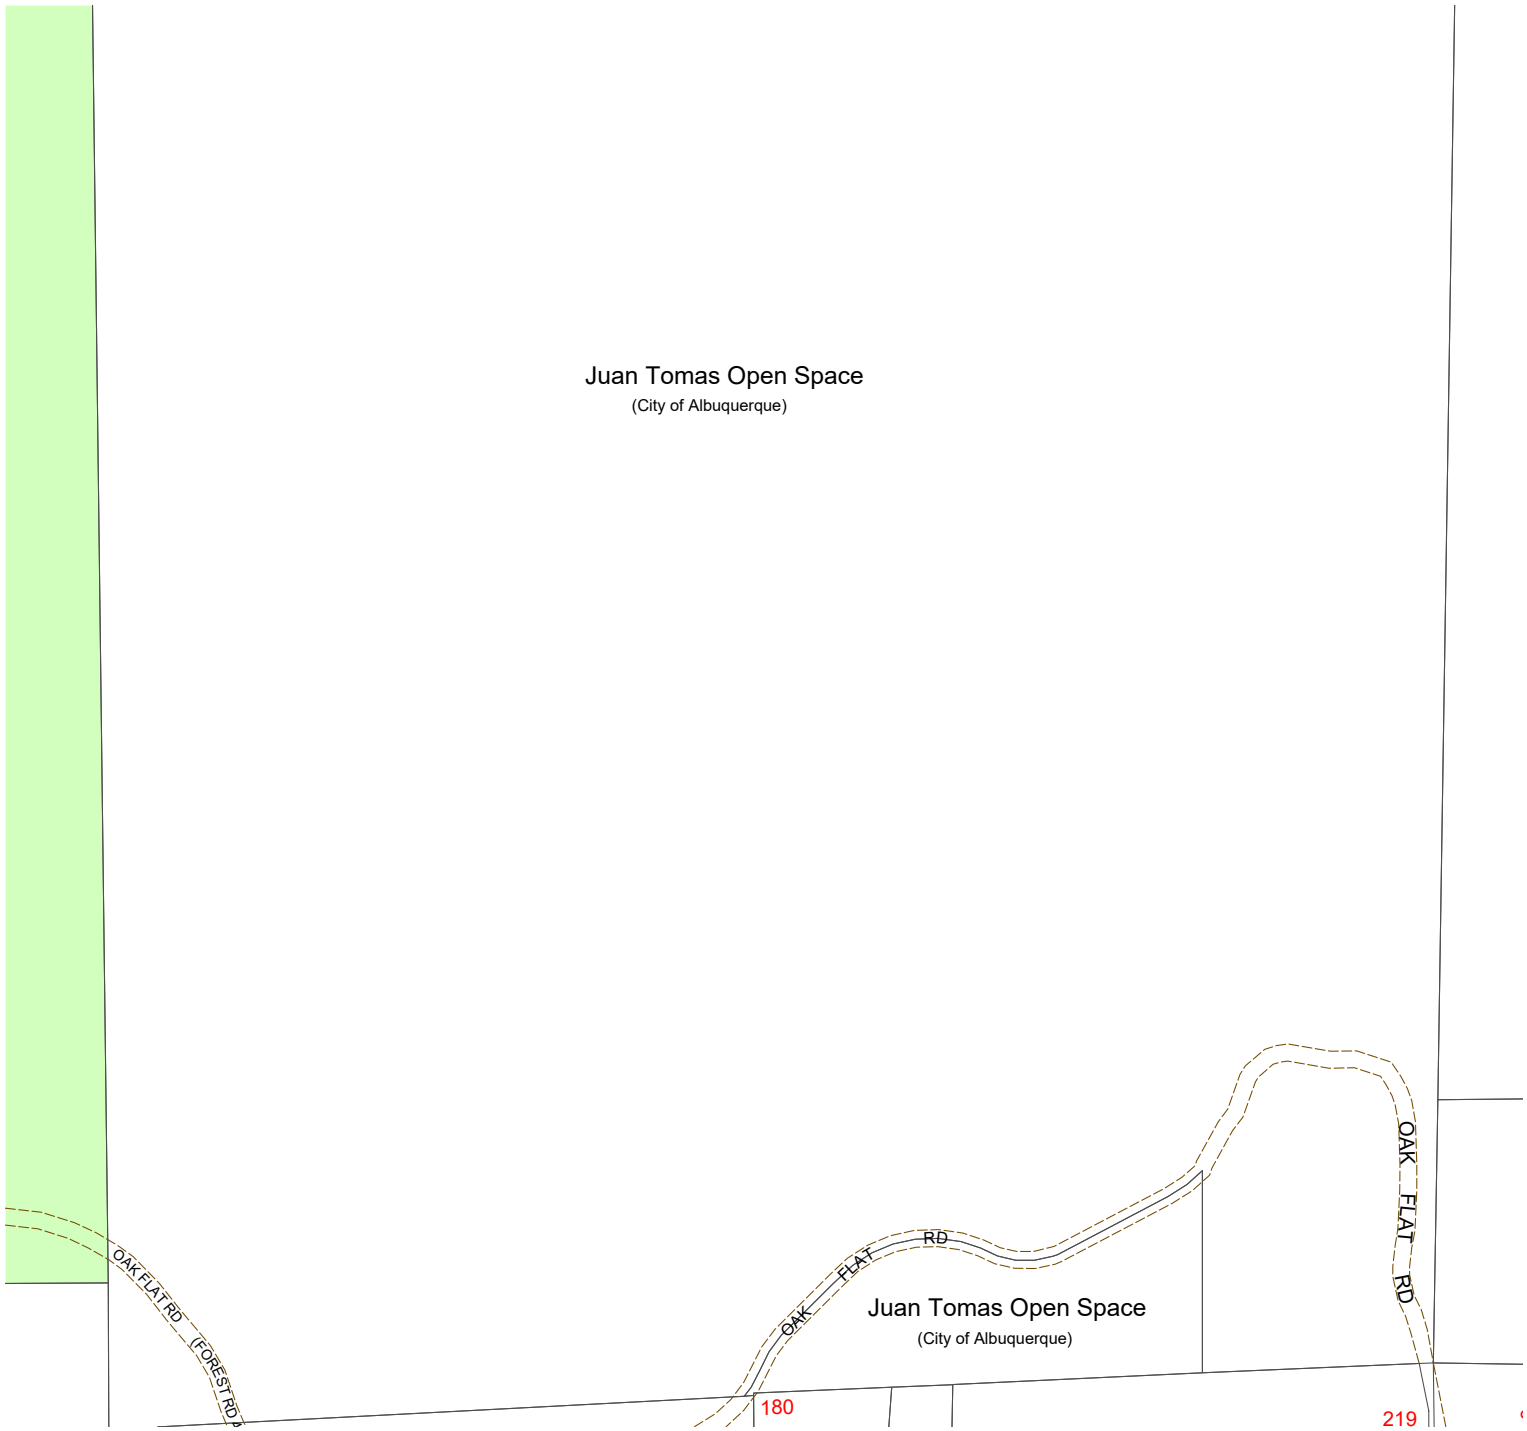 Juan Tomas Open Space
(City of Albuquerque)
OAK FLAT RD
OAK FLAT RD
OAK FLAT RD (FOREST RD
Juan Tomas Open Space
(City of Albuquerque)
180
219